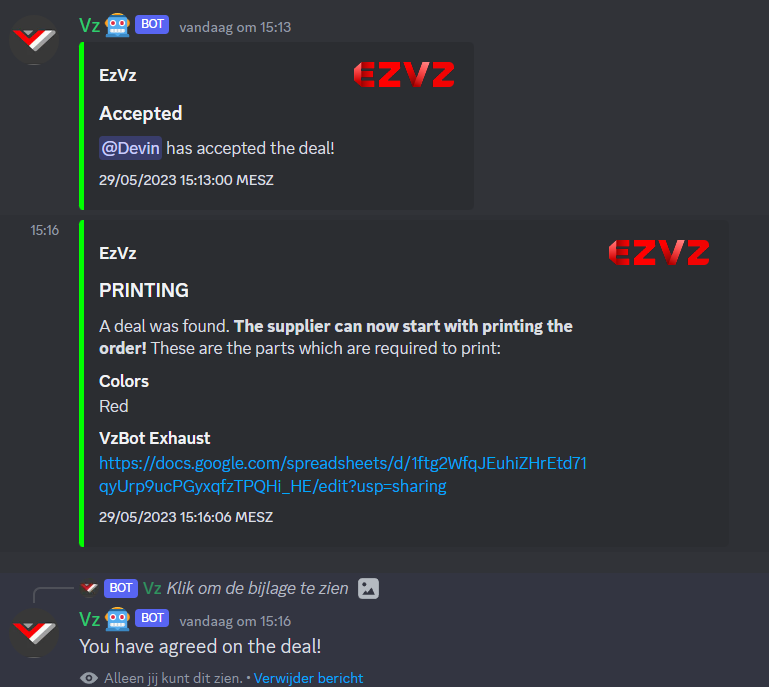 Vz BOT vandaag om 15:13
EzVz
EZVZ
Accepted
@Devin has accepted the deal!
29/05/2023 15:13:00 MESZ
15:16
EzVz
EZVZ
PRINTING
A deal was found. The supplier can now start with printing the
order! These are the parts which are required to print:
Colors
Red
VzBot Exhaust
https://docs.google.com/spreadsheets/d/1ftg2WfqJEuhiZHrEtd71
qyUrp9ucPGyxqfzTPQHi_HE/edit?usp=sharing
29/05/2023 15:16:06 MESZ
BOT Vz Klik om de bijlage te zien
Vz BOT vandaag om 15:16
You have agreed on the deal!
Alleen jij kunt dit zien. • Verwijder bericht